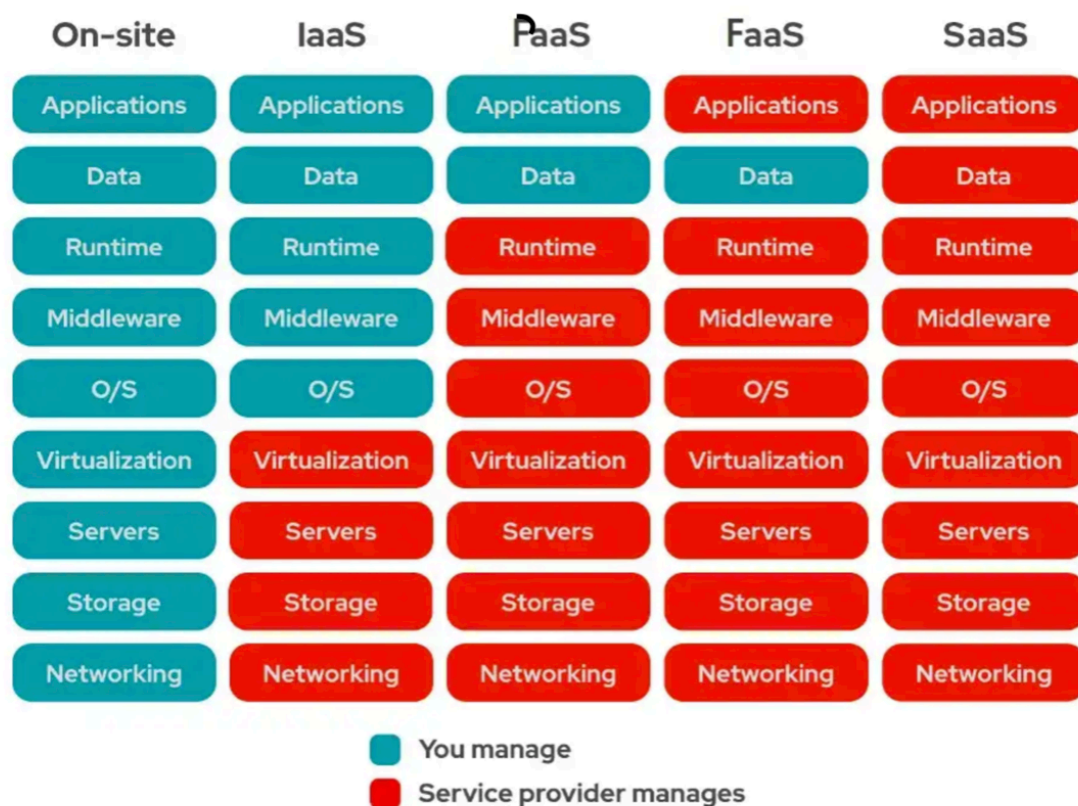 On-site IaaS PaaS FaaS SaaS
Applications Applications Applications Applications Applications
Data Data Data Data Data
Runtime Runtime Runtime Runtime Runtime
Middleware Middleware Middleware Middleware Middleware
O/S O/S O/S O/S O/S
Virtualization Virtualization Virtualization Virtualization Virtualization
Servers Servers Servers Servers Servers
Storage Storage Storage Storage Storage
Networking Networking Networking Networking Networking
You manage
Service provider manages